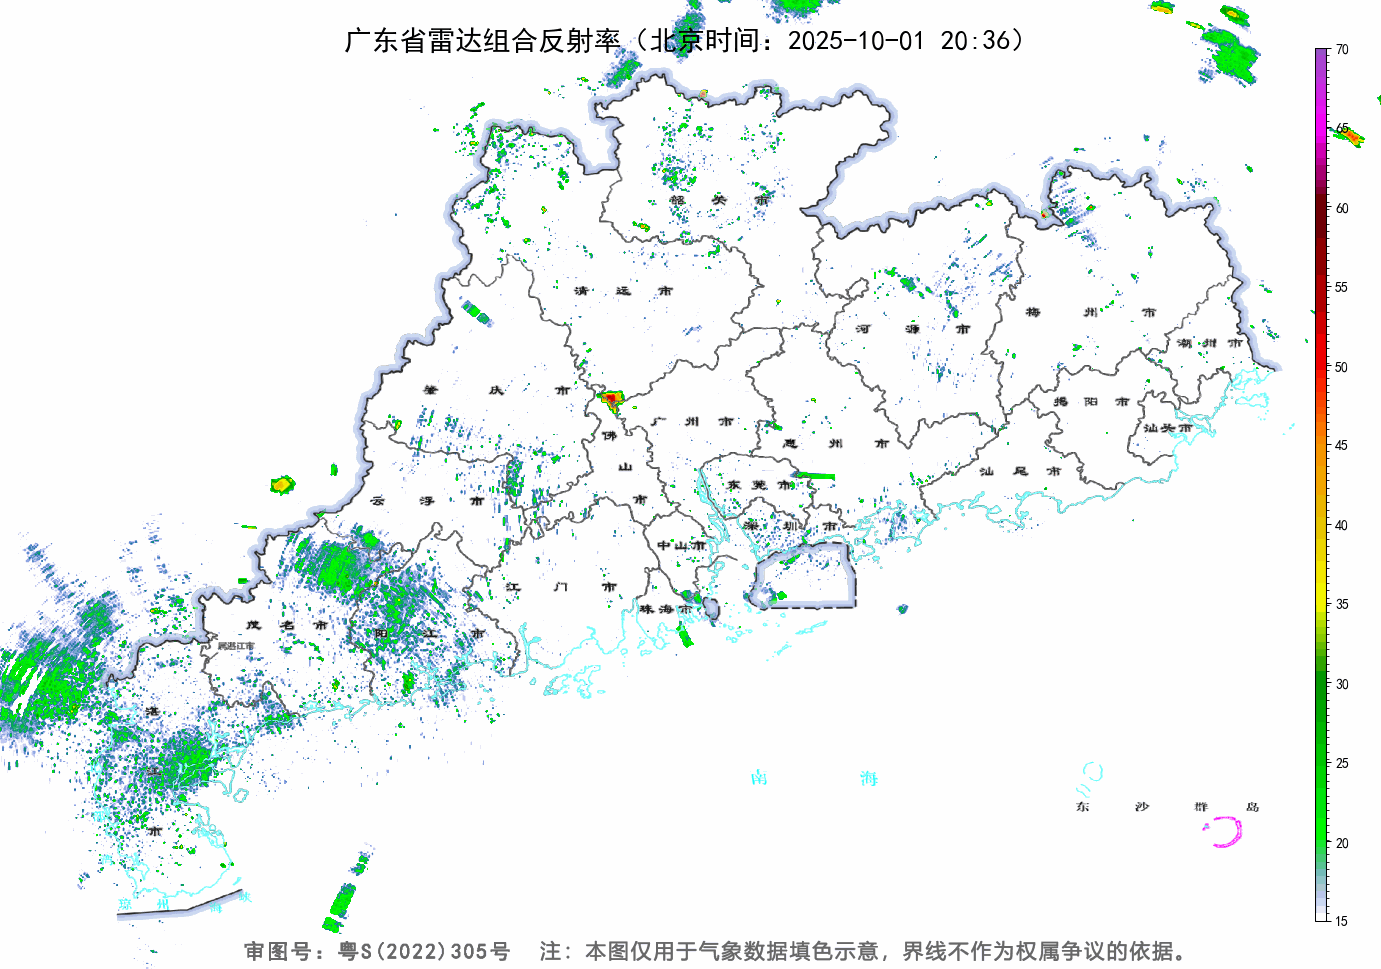 广东省雷达组合反射率（北京时间：2025-10-01 20:36）
70
65
60
55
50
45
40
35
30
25
20
15
韶关市
清远市
河源市
梅州市
潮州市
肇庆市
广州市
惠州市
揭阳市
汕头市
佛山市
云浮市
东莞市
汕尾市
深圳市
中山市
江门市
珠海市
茂名市
阳江市
属湛江市
湛江市
南海
东沙群岛
琼州海峡
审图号：粤S(2022)305号 注：本图仅用于气象数据填色示意，界线不作为权属争议的依据。